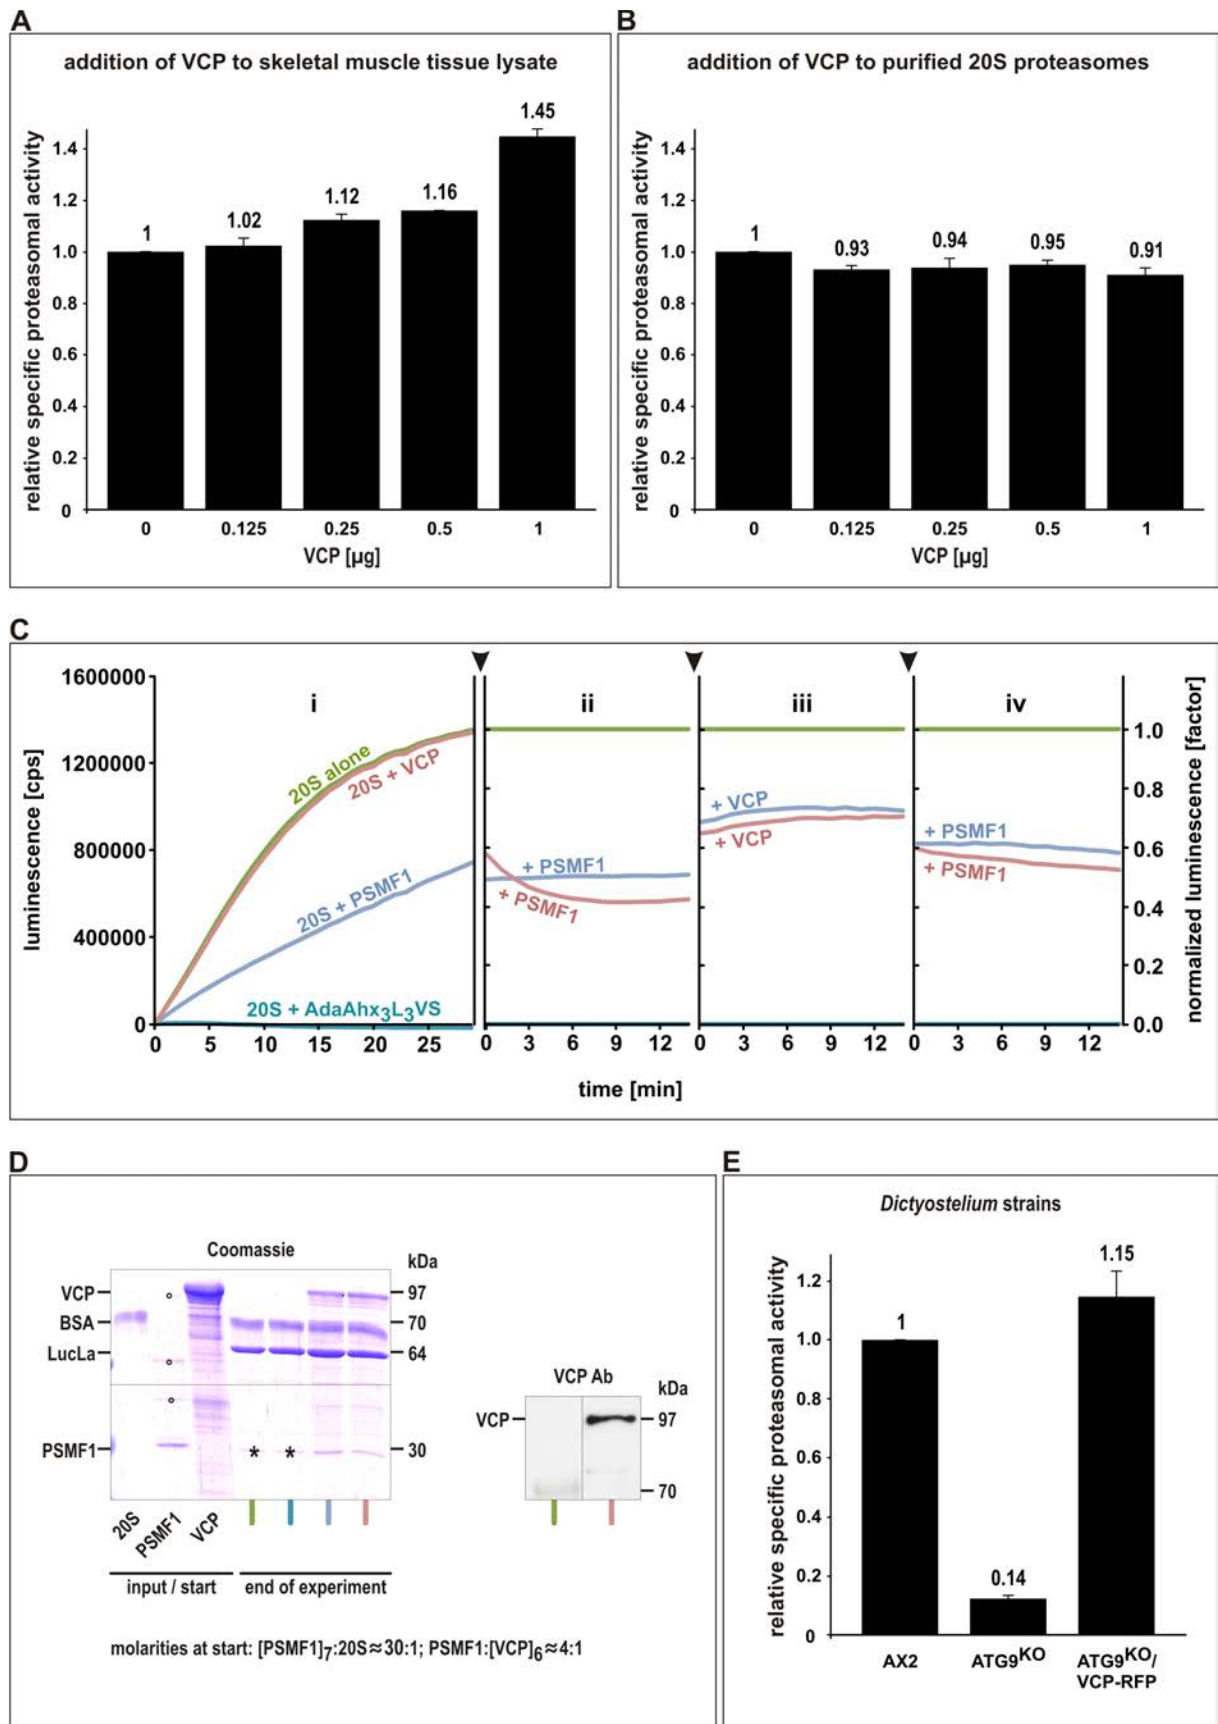 A
addition of VCP to skeletal muscle tissue lysate
relative specific proteasomal activity
1.4
1.2
1.0
0.8
0.6
0.4
0.2
0
1
1.02
1.12
1.16
1.45
0 0.125 0.25 0.5 1
VCP [µg]
B
addition of VCP to purified 20S proteasomes
relative specific proteasomal activity
1.4
1.2
1.0
0.8
0.6
0.4
0.2
0
1
0.93
0.94
0.95
0.91
0 0.125 0.25 0.5 1
VCP [µg]
C
luminescence [cps]
1600000
1200000
800000
400000
0
i
20S alone
20S + VCP
20S + PSMF1
20S + AdaAhx3L3VS
0 5 10 15 20 25
ii
+ PSMF1
+ PSMF1
0 3 6 9 12
iii
+ VCP
+ VCP
0 3 6 9 12
iv
+ PSMF1
+ PSMF1
0 3 6 9 12
1.0
0.8
0.6
0.4
0.2
0.0
normalized luminescence [factor]
time [min]
D
Coomassie
kDa
VCP 97
BSA 70
LucLa 64
PSMF1 * * 30
20S PSMF1 VCP
input / start end of experiment
VCP Ab
kDa
VCP 97
70
molarities at start: [PSMF1]7:20S≈30:1; PSMF1:[VCP]6≈4:1
E
Dictyostelium strains
relative specific proteasomal activity
1.2
1.0
0.8
0.6
0.4
0.2
0
1
0.14
1.15
AX2 ATG9KO ATG9KO/
VCP-RFP